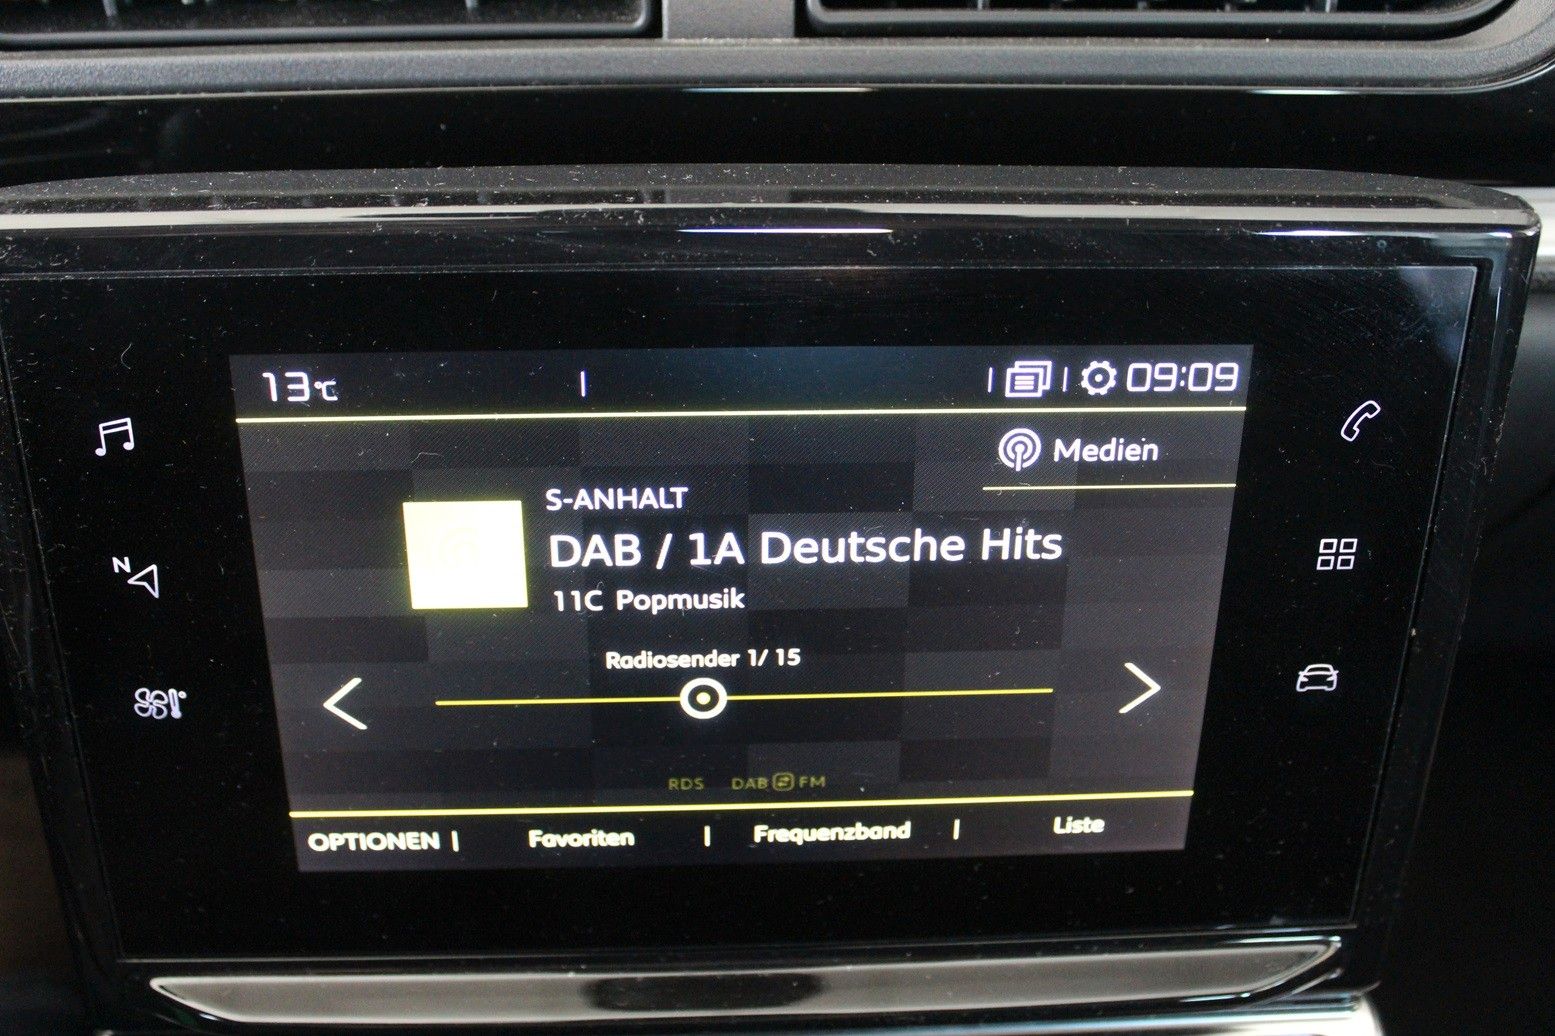 13°C 09:09
Medien
S-ANHALT
DAB / 1A Deutsche Hits
11C Popmusik
Radiosender 1/ 15
N
RDS DAB FM
OPTIONEN | Favoriten | Frequenzband | Liste